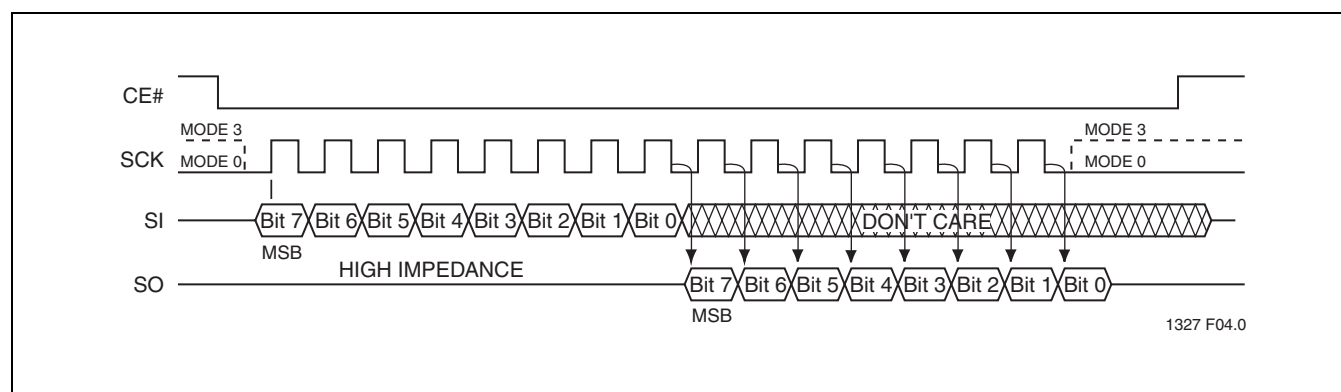 CE#
MODE 3 MODE 3
SCK MODE 0 MODE 0
SI Bit 7 Bit 6 Bit 5 Bit 4 Bit 3 Bit 2 Bit 1 Bit 0 DON'T CARE
MSB
HIGH IMPEDANCE
SO Bit 7 Bit 6 Bit 5 Bit 4 Bit 3 Bit 2 Bit 1 Bit 0
MSB
1327 F04.0